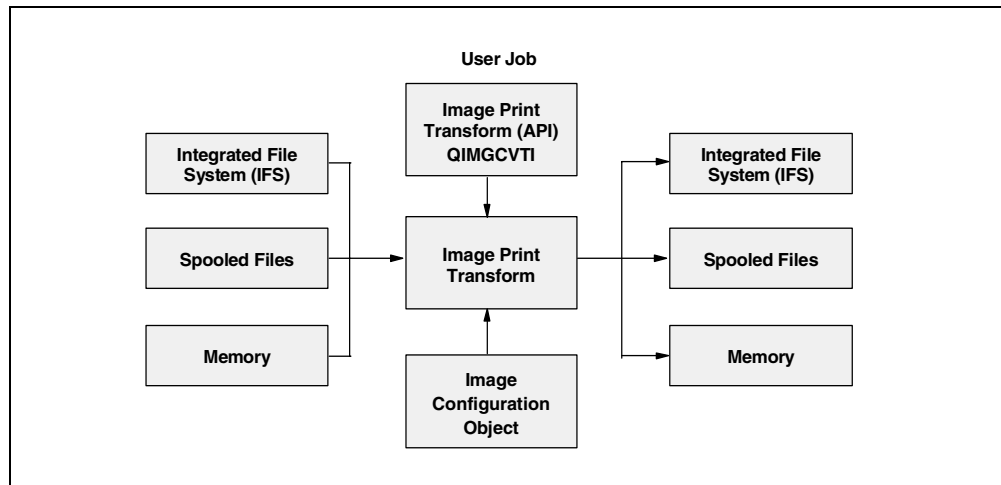 User Job
Image Print
Transform (API)
QIMGCVTI
Integrated File
System (IFS)
Spooled Files
Memory
Image Print
Transform
Image
Configuration
Object
Integrated File
System (IFS)
Spooled Files
Memory